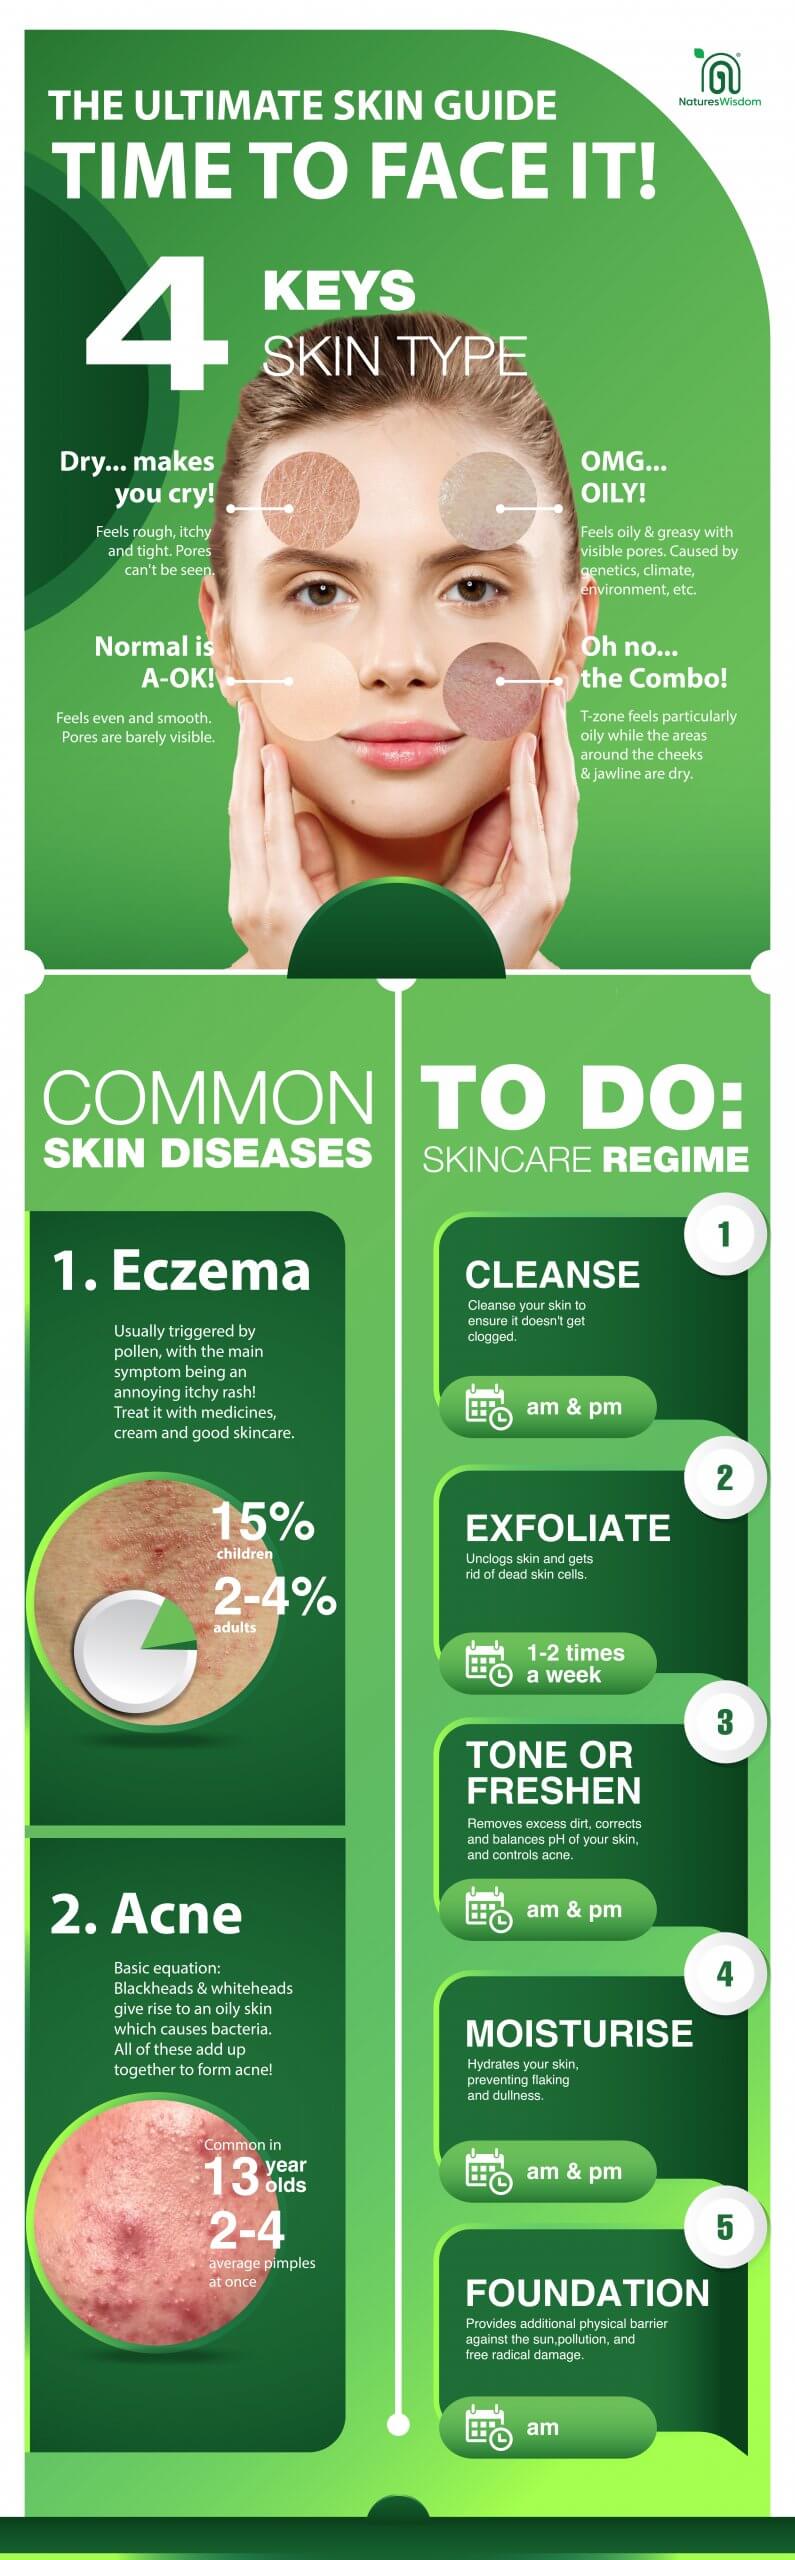 NaturesWisdom
THE ULTIMATE SKIN GUIDE
TIME TO FACE IT!
4
KEYS
SKIN TYPE
Dry... makes
you cry!
Feels rough, itchy
and tight. Pores
can't be seen.
OMG...
OILY!
Feels oily & greasy with
visible pores. Caused by
genetics, climate,
environment, etc.
Normal is
A-OK!
Feels even and smooth.
Pores are barely visible.
Oh no...
the Combo!
T-zone feels particularly
oily while the areas
around the cheeks
& jawline are dry.
COMMON
SKIN DISEASES
1. Eczema
Usually triggered by
pollen, with the main
symptom being an
annoying itchy rash!
Treat it with medicines,
cream and good skincare.
15%
children
2-4%
adults
2. Acne
Basic equation:
Blackheads & whiteheads
give rise to an oily skin
which causes bacteria.
All of these add up
together to form acne!
Common in
13 year
olds
2-4
average pimples
at once
TO DO:
SKINCARE REGIME
1
CLEANSE
Cleanse your skin to
ensure it doesn't get
clogged.
am & pm
2
EXFOLIATE
Unclogs skin and gets
rid of dead skin cells.
1-2 times
a week
3
TONE OR
FRESHEN
Removes excess dirt, corrects
and balances pH of your skin,
and controls acne.
am & pm
4
MOISTURISE
Hydrates your skin,
preventing flaking
and dullness.
am & pm
5
FOUNDATION
Provides additional physical barrier
against the sun,pollution, and
free radical damage.
am